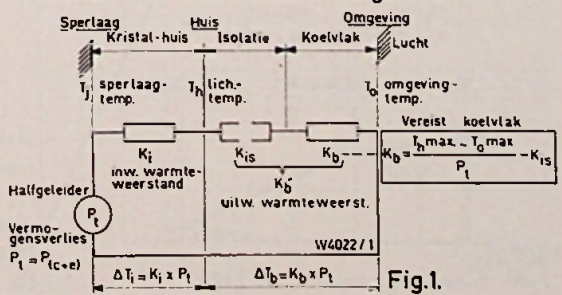 Sperlaag Huis Omgeving
Kristal-huis Isolatie Koelvlak Lucht
Tj sperlaag-temp. Th lich.-temp. To omgeving-temp.
Vereist koelvlak
Ki Kis Kb
Kb = Th max. – To max / Pt – Kis
inw. warmte-weerstand
Kb'
uitw. warmteweerst.
Halfgeleider
Pt
Vermo-
gensverlies
Pt = P(c+e)
W4022/1
ΔTi = Ki x Pt ΔTb = Kb x Pt
Fig.1.